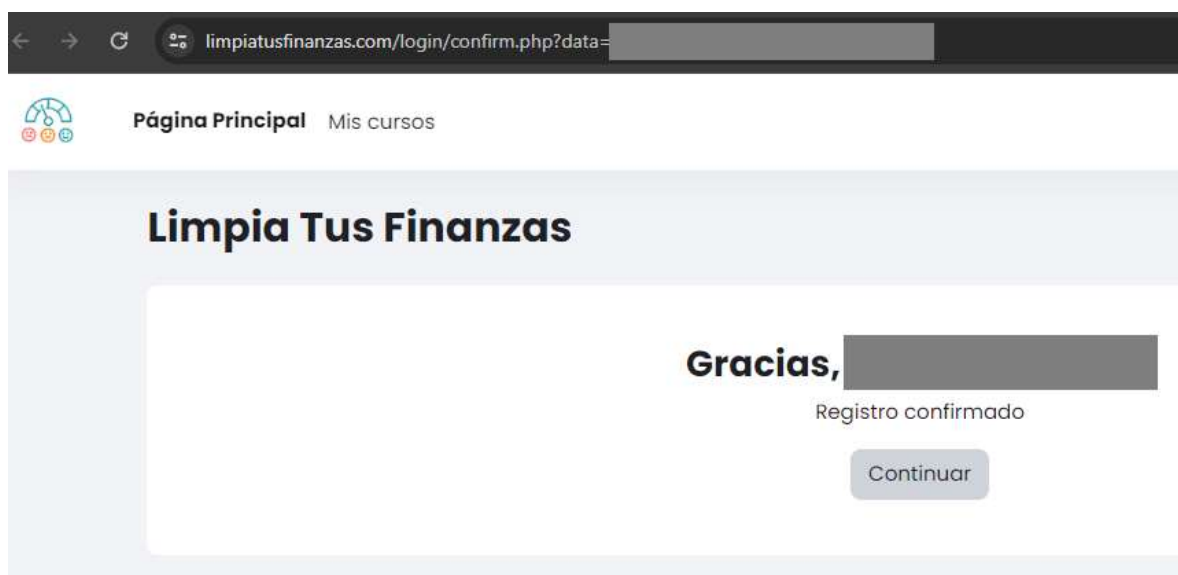 limpiatusfinanzas.com/login/confirm.php?data=
Página Principal Mis cursos
Limpia Tus Finanzas
Gracias,
Registro confirmado
Continuar